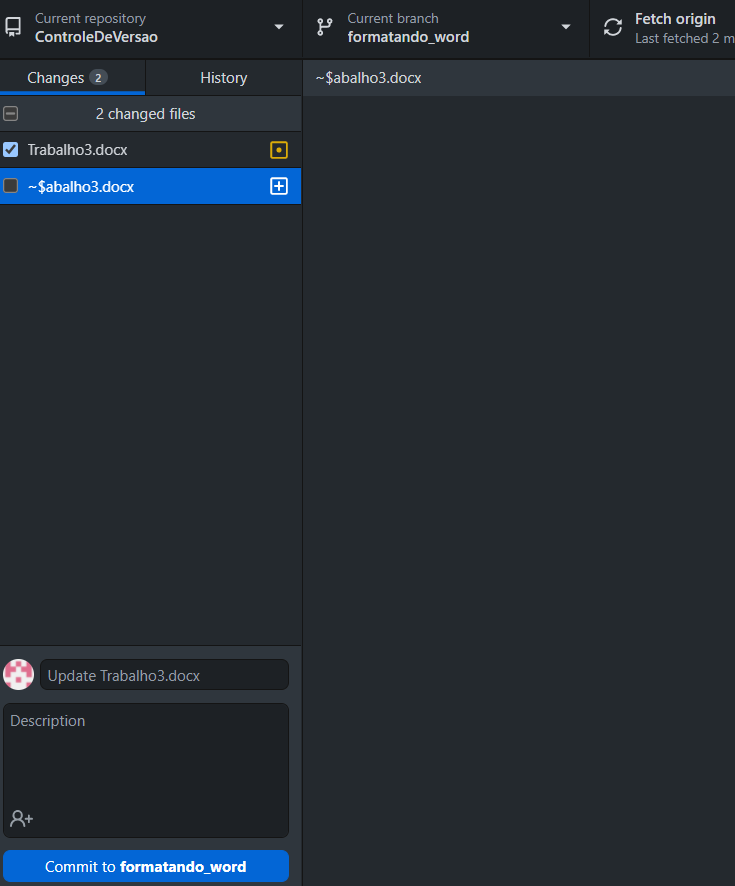 Current repository
ControleDeVersao
Current branch
formatando_word
Fetch origin
Last fetched 2 m
Changes 2
History
~$abalho3.docx
2 changed files
Trabalho3.docx
~$abalho3.docx
Update Trabalho3.docx
Description
Commit to formatando_word